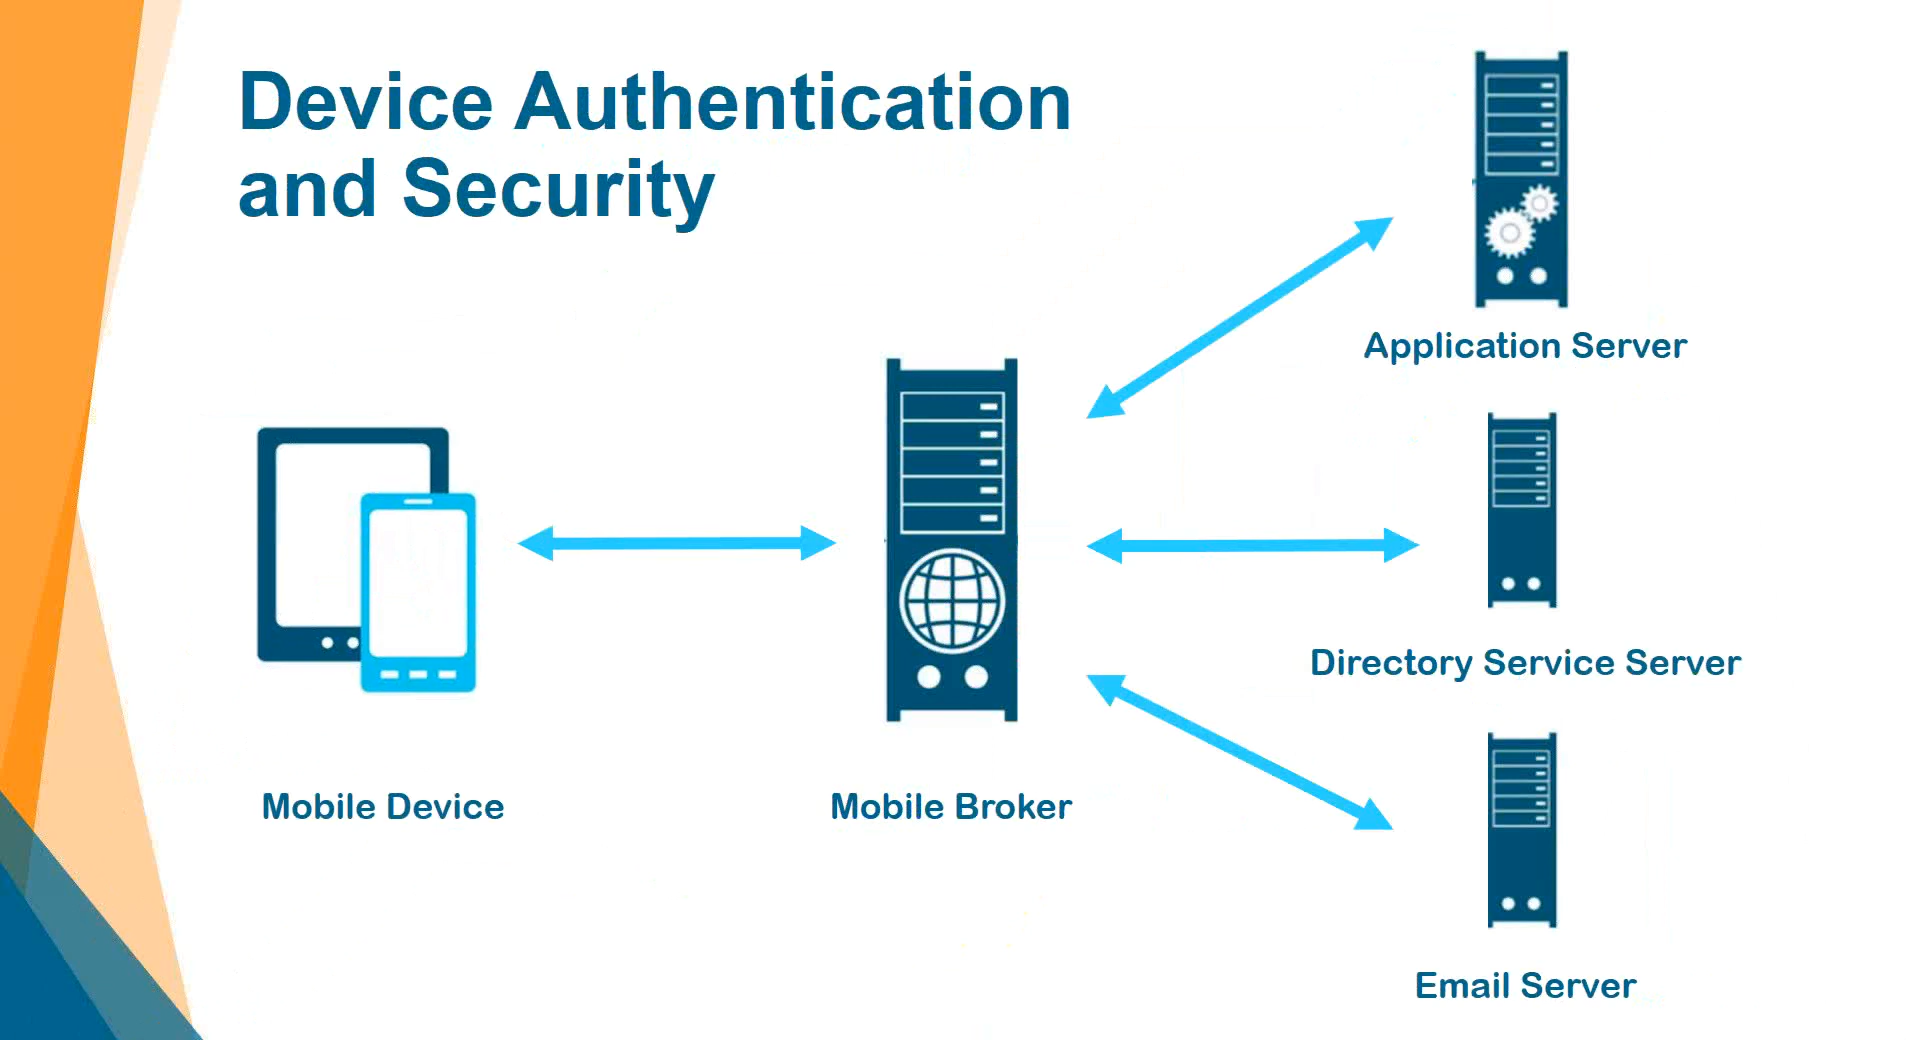 Device Authentication
and Security
Application Server
Directory Service Server
Mobile Device
Mobile Broker
Email Server